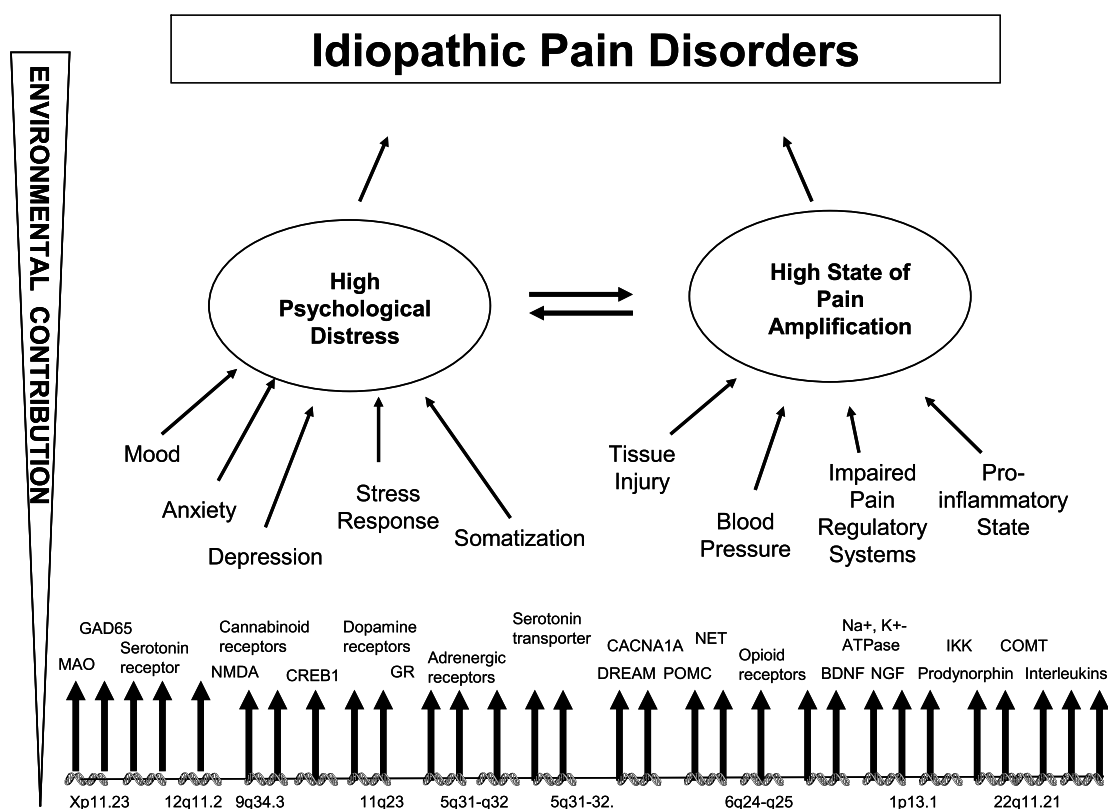 Idiopathic Pain Disorders
ENVIRONMENTAL CONTRIBUTION
High
Psychological
Distress
High State of
Pain
Amplification
Mood
Anxiety
Depression
Stress
Response
Somatization
Tissue
Injury
Blood
Pressure
Impaired
Pain
Regulatory
Systems
Pro-
inflammatory
State
GAD65
MAO
Serotonin
receptor
Cannabinoid
receptors
NMDA
CREB1
Dopamine
receptors
GR
Adrenergic
receptors
Serotonin
transporter
CACNA1A
DREAM
POMC
NET
Opioid
receptors
Na+, K+-
ATPase
BDNF
NGF
IKK
Prodynorphin
COMT
Interleukins
Xp11.23
12q11.2
9q34.3
11q23
5q31-q32
5q31-32.
6q24-q25
1p13.1
22q11.21